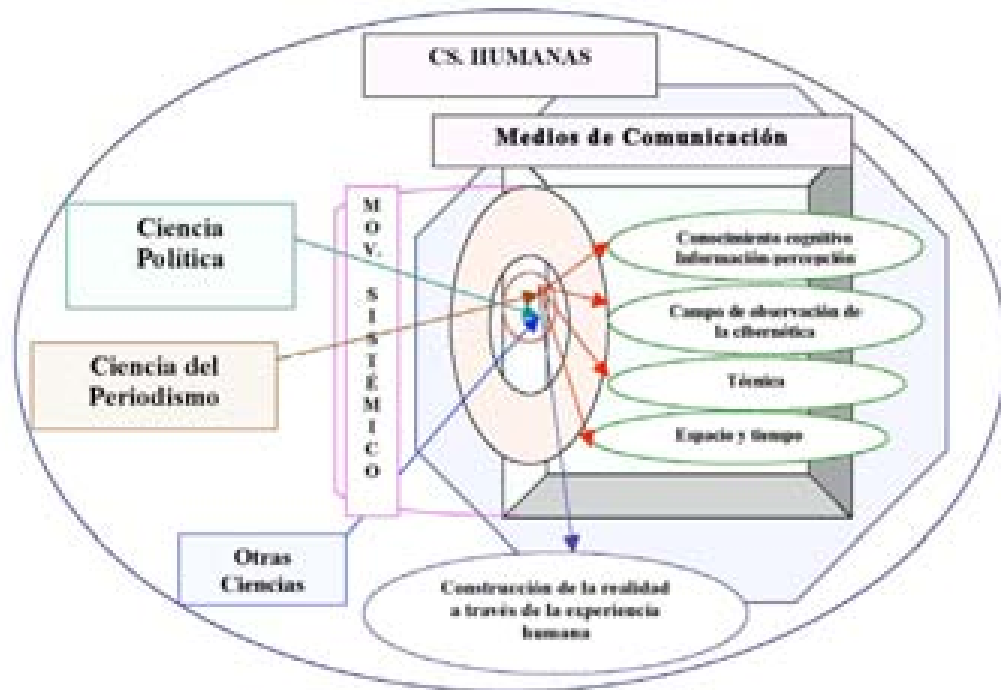 CS. HUMANAS
Medios de Comunicación
Ciencia
Política
Ciencia del
Periodismo
Otras
Ciencias
M
O
V.
S
I
S
T
É
M
I
C
O
Conocimiento cognitivo
Información-percepción
Campo de observación de
la cibernética
Técnica
Espacio y tiempo
Construcción de la realidad
a través de la experiencia
humana